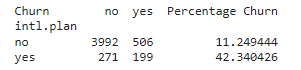 Churn no yes Percentage Churn
intl.plan
no 3992 506 11.249444
yes 271 199 42.340426